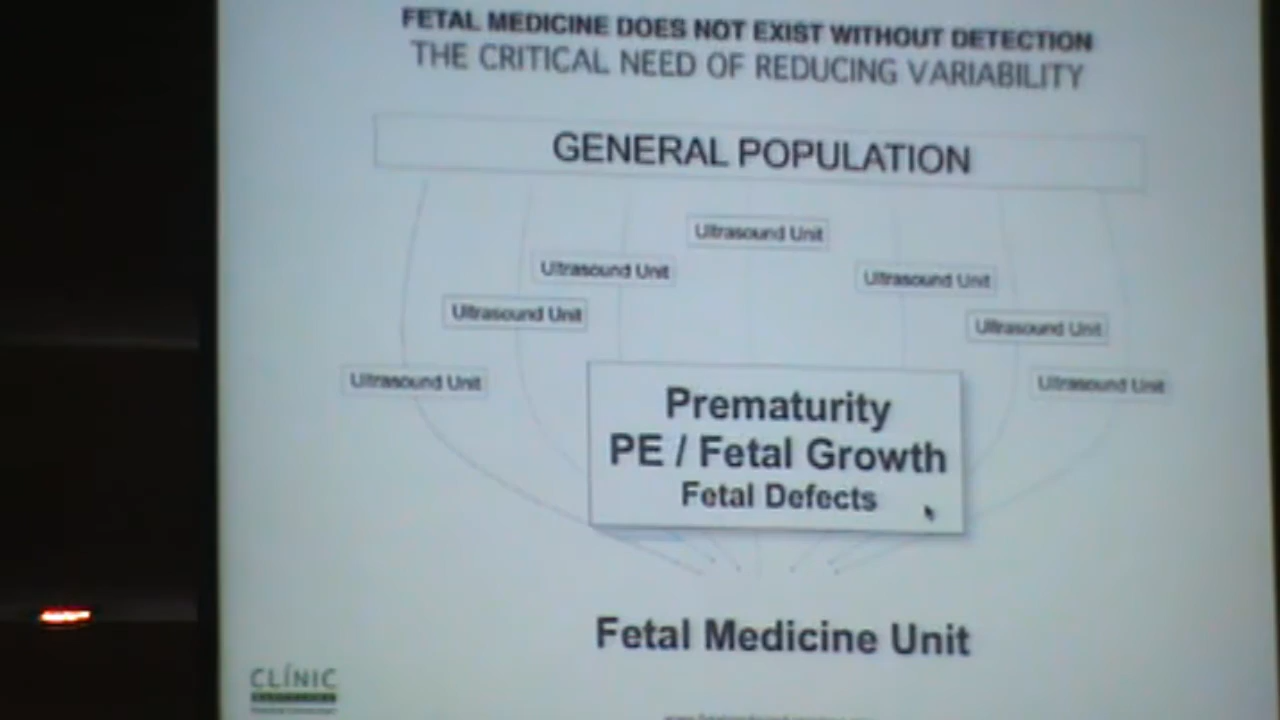 FETAL MEDICINE DOES NOT EXIST WITHOUT DETECTION
THE CRITICAL NEED OF REDUCING VARIABILITY
GENERAL POPULATION
Ultrasound Unit
Ultrasound Unit
Ultrasound Unit
Ultrasound Unit
Ultrasound Unit
Ultrasound Unit
Ultrasound Unit
Prematurity
PE / Fetal Growth
Fetal Defects
Fetal Medicine Unit
CLÍNIC